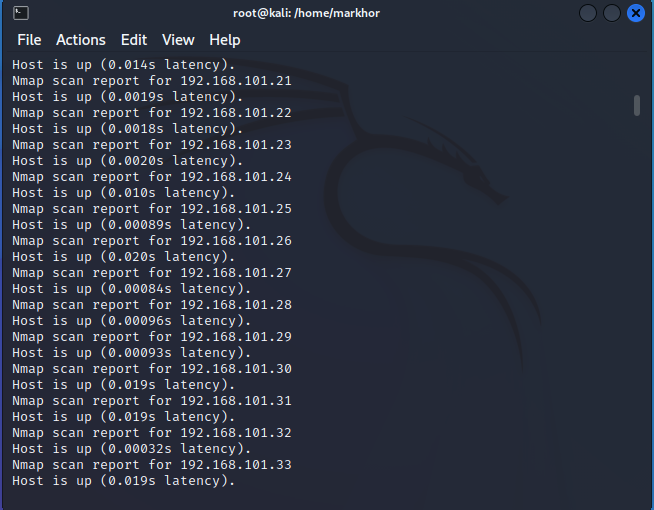 root@kali: /home/markhor
File Actions Edit View Help
Host is up (0.014s latency).
Nmap scan report for 192.168.101.21
Host is up (0.0019s latency).
Nmap scan report for 192.168.101.22
Host is up (0.0018s latency).
Nmap scan report for 192.168.101.23
Host is up (0.0020s latency).
Nmap scan report for 192.168.101.24
Host is up (0.010s latency).
Nmap scan report for 192.168.101.25
Host is up (0.00089s latency).
Nmap scan report for 192.168.101.26
Host is up (0.020s latency).
Nmap scan report for 192.168.101.27
Host is up (0.00084s latency).
Nmap scan report for 192.168.101.28
Host is up (0.00096s latency).
Nmap scan report for 192.168.101.29
Host is up (0.00093s latency).
Nmap scan report for 192.168.101.30
Host is up (0.019s latency).
Nmap scan report for 192.168.101.31
Host is up (0.019s latency).
Nmap scan report for 192.168.101.32
Host is up (0.00032s latency).
Nmap scan report for 192.168.101.33
Host is up (0.019s latency).